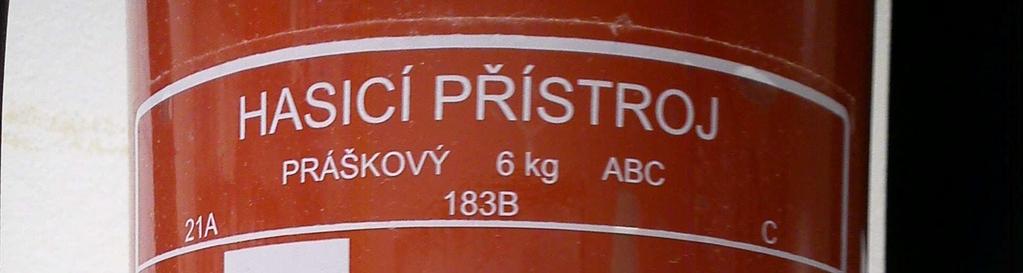 HASICÍ PŘÍSTROJ
PRÁŠKOVÝ 6 kg ABC
183B
21A C